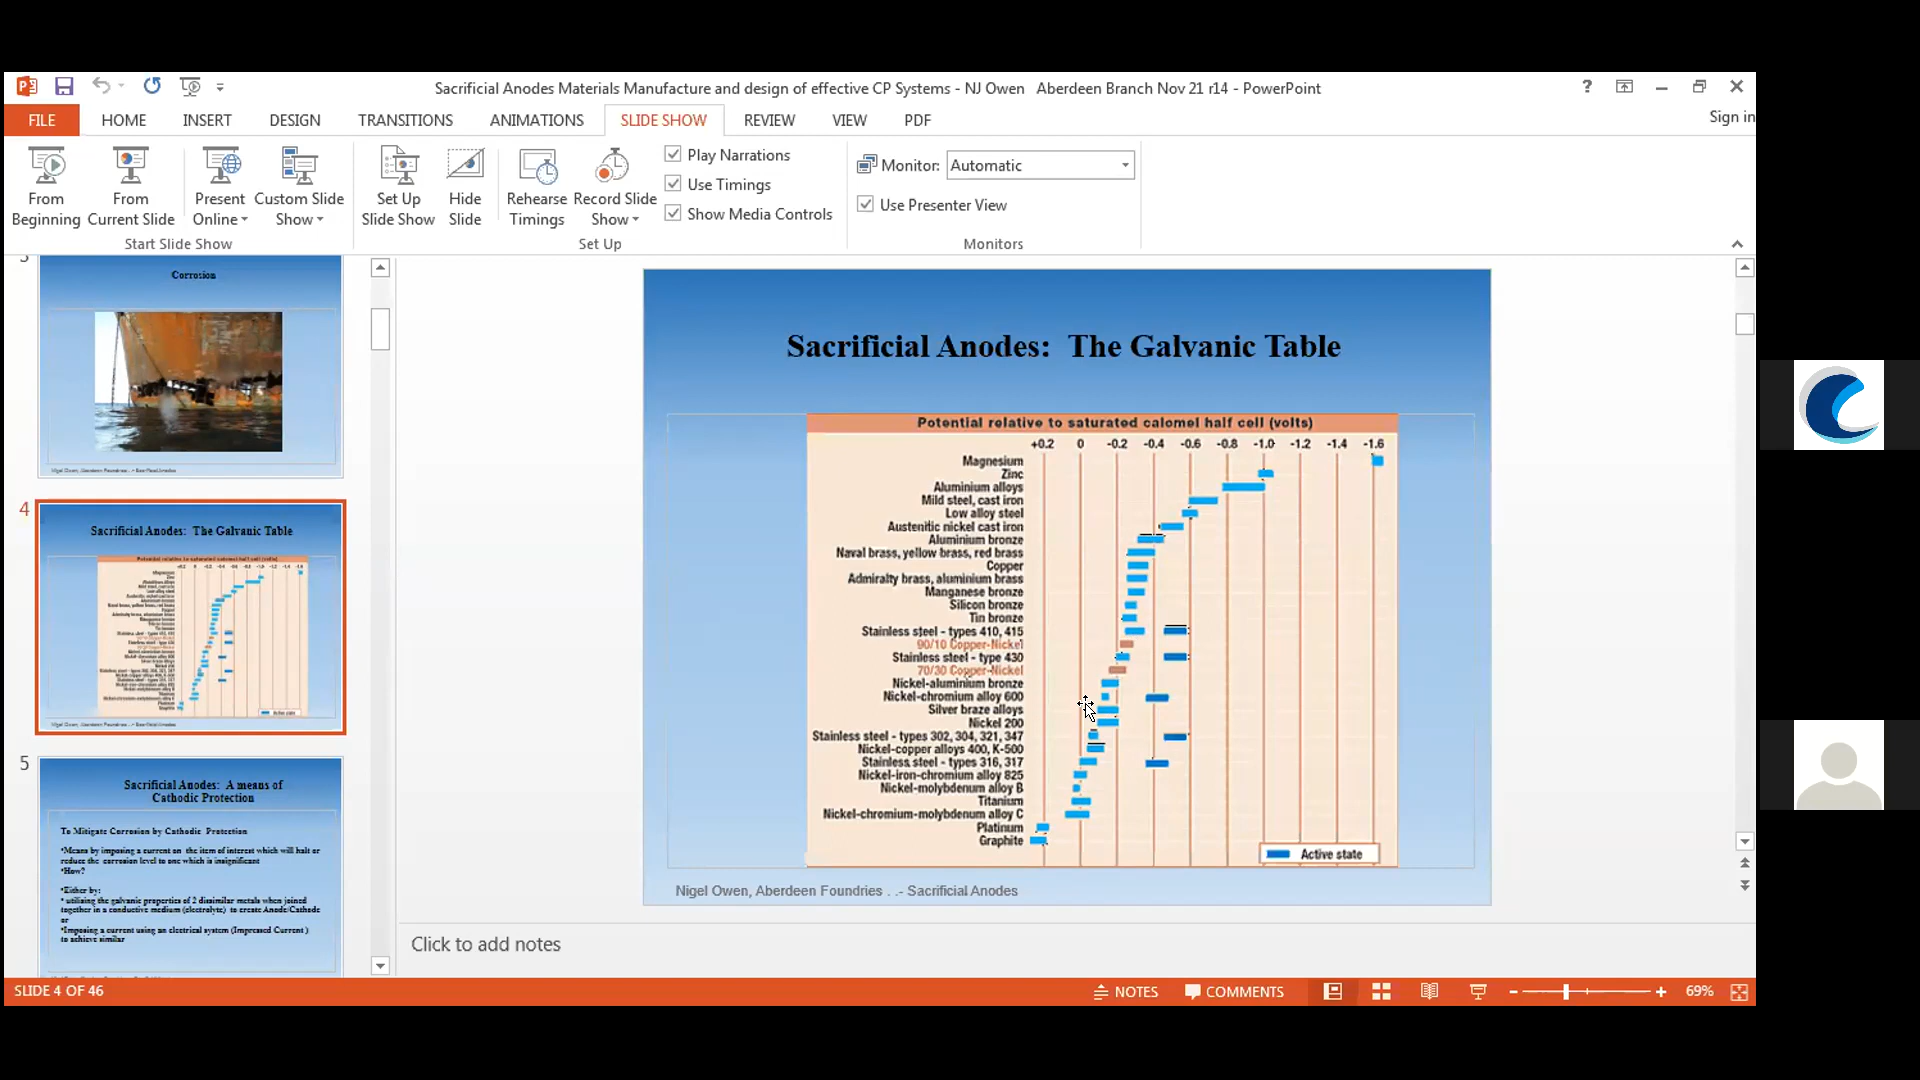 Sacrificial Anodes Materials Manufacture and design of effective CP Systems - NJ Owen Aberdeen Branch Nov 21 r14 - PowerPoint
?
FILE HOME INSERT DESIGN TRANSITIONS ANIMATIONS SLIDE SHOW REVIEW VIEW PDF
Sign in
From Beginning
From Current Slide
Present Online
Custom Slide Show
Set Up Slide Show
Hide Slide
Rehearse Timings
Record Slide Show
Play Narrations
Use Timings
Show Media Controls
Monitor: Automatic
Use Presenter View
Start Slide Show
Set Up
Monitors
Corrosion
4
Sacrificial Anodes: The Galvanic Table
5
Sacrificial Anodes: A means of
Cathodic Protection
To Mitigate Corrosion by Cathodic Protection
•Means by imposing a current on the item of interest which will halt or
reduce the corrosion level to one which is insignificant
•How?
•Either by:
• utilising the galvanic properties of 2 dissimilar metals when joined
together in a conductive medium (electrolyte) to create Anode/Cathode
or
•Imposing a current using an electrical system (Impressed Current )
to achieve similar
Sacrificial Anodes: The Galvanic Table
Potential relative to saturated calomel half cell (volts)
+0.2 0 -0.2 -0.4 -0.6 -0.8 -1.0 -1.2 -1.4 -1.6
Magnesium
Zinc
Aluminium alloys
Mild steel, cast iron
Low alloy steel
Austenitic nickel cast iron
Aluminium bronze
Naval brass, yellow brass, red brass
Copper
Admiralty brass, aluminium brass
Manganese bronze
Silicon bronze
Tin bronze
Stainless steel - types 410, 415
90/10 Copper-Nickel
Stainless steel - type 430
70/30 Copper-Nickel
Nickel-aluminium bronze
Nickel-chromium alloy 600
Silver braze alloys
Nickel 200
Stainless steel - types 302, 304, 321, 347
Nickel-copper alloys 400, K-500
Stainless steel - types 316, 317
Nickel-iron-chromium alloy 825
Nickel-molybdenum alloy B
Titanium
Nickel-chromium-molybdenum alloy C
Platinum
Graphite
Active state
Nigel Owen, Aberdeen Foundries . .- Sacrificial Anodes
Click to add notes
SLIDE 4 OF 46
NOTES
COMMENTS
69%